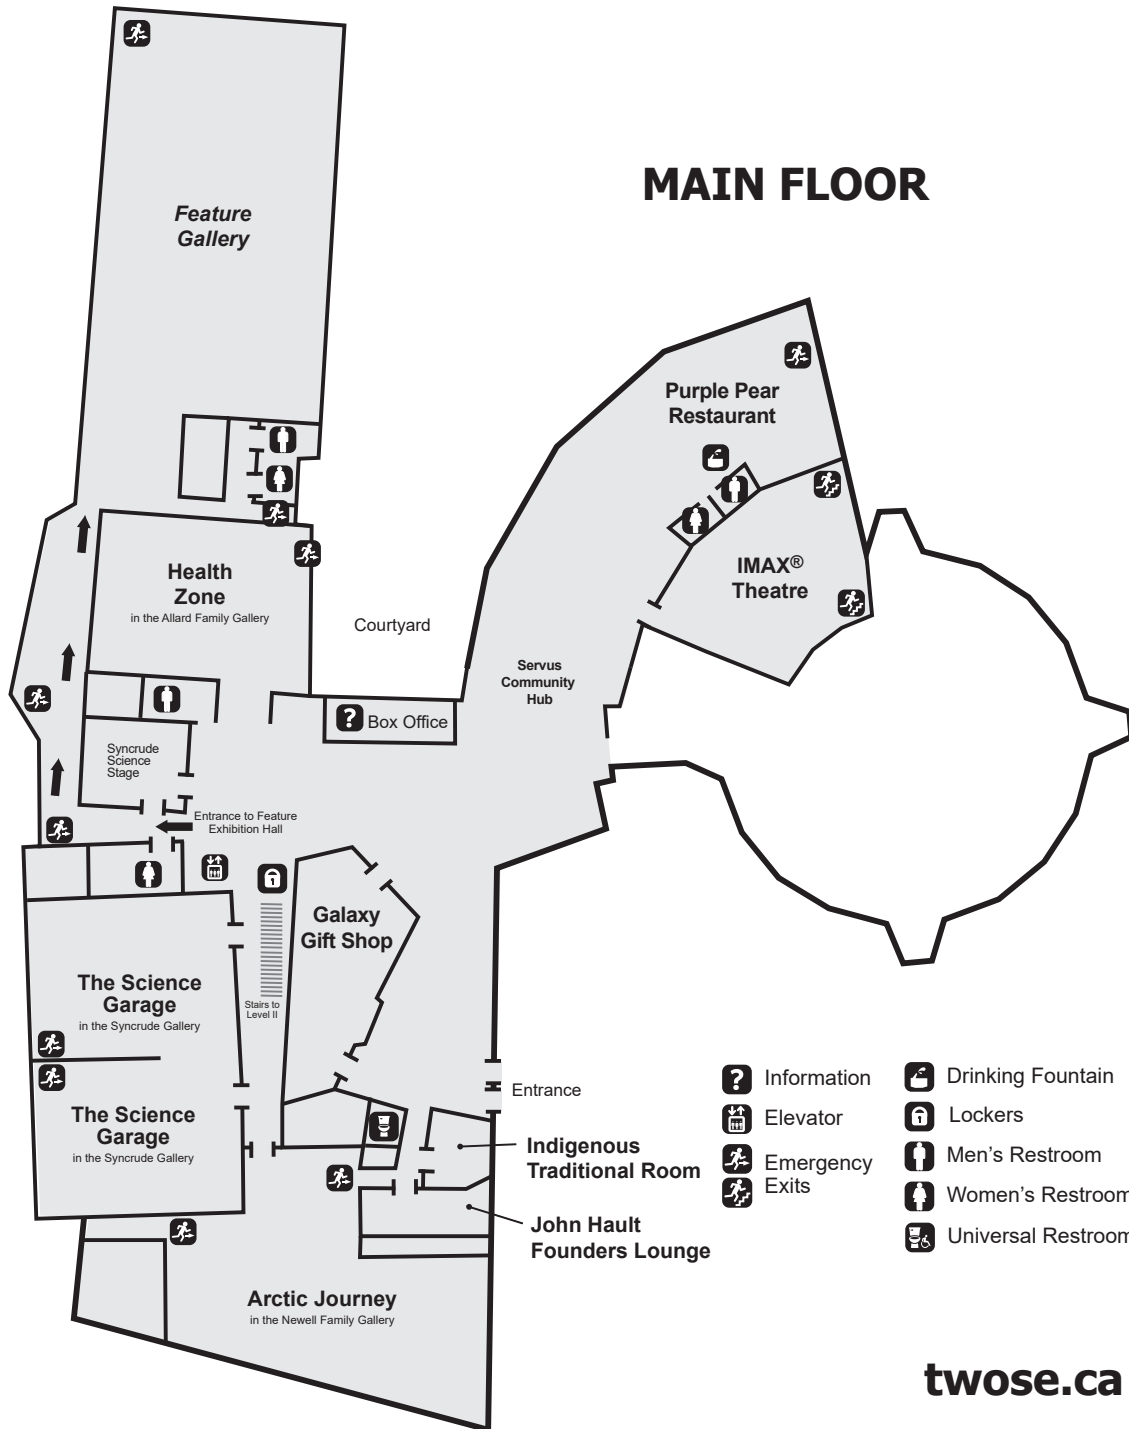 MAIN FLOOR
Feature
Gallery
Purple Pear
Restaurant
IMAX®
Theatre
Health
Zone
in the Allard Family Gallery
Courtyard
Servus
Community
Hub
? Box Office
Syncrude
Science
Stage
Entrance to Feature
Exhibition Hall
Galaxy
Gift Shop
The Science
Garage
in the Syncrude Gallery
Stairs to
Level II
The Science
Garage
in the Syncrude Gallery
Entrance
Indigenous
Traditional Room
John Hault
Founders Lounge
Arctic Journey
in the Newell Family Gallery
? Information
Elevator
Emergency
Exits
Drinking Fountain
Lockers
Men's Restroom
Women's Restroom
Universal Restroom
twose.ca